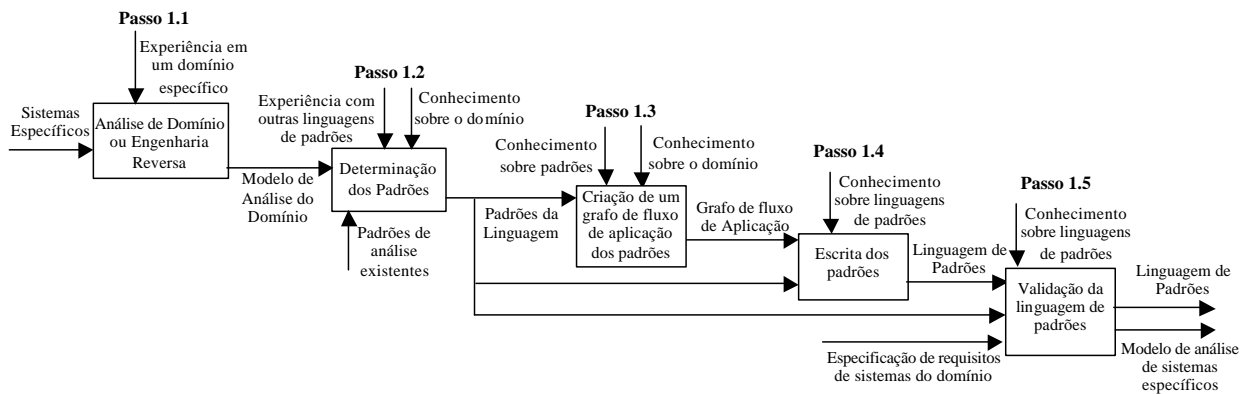 Passo 1.1
Experiência em
um domínio
específico
Sistemas
Específicos
Análise de Domínio
ou Engenharia
Reversa
Modelo de
Análise do
Domínio
Passo 1.2
Experiência com
outras linguagens
de padrões
Conhecimento
sobre o domínio
Determinação
dos Padrões
Padrões de
análise
existentes
Padrões da
Linguagem
Passo 1.3
Conhecimento
sobre padrões
Conhecimento
sobre o domínio
Criação de um
grafo de fluxo
de aplicação
dos padrões
Grafo de fluxo
de Aplicação
Passo 1.4
Conhecimento
sobre linguagens
de padrões
Escrita dos
padrões
Linguagem de
Padrões
Passo 1.5
Conhecimento
sobre linguagens
de padrões
Validação da
linguagem de
padrões
Especificação de requisitos
de sistemas do domínio
Linguagem de
Padrões
Modelo de análise
de sistemas
específicos